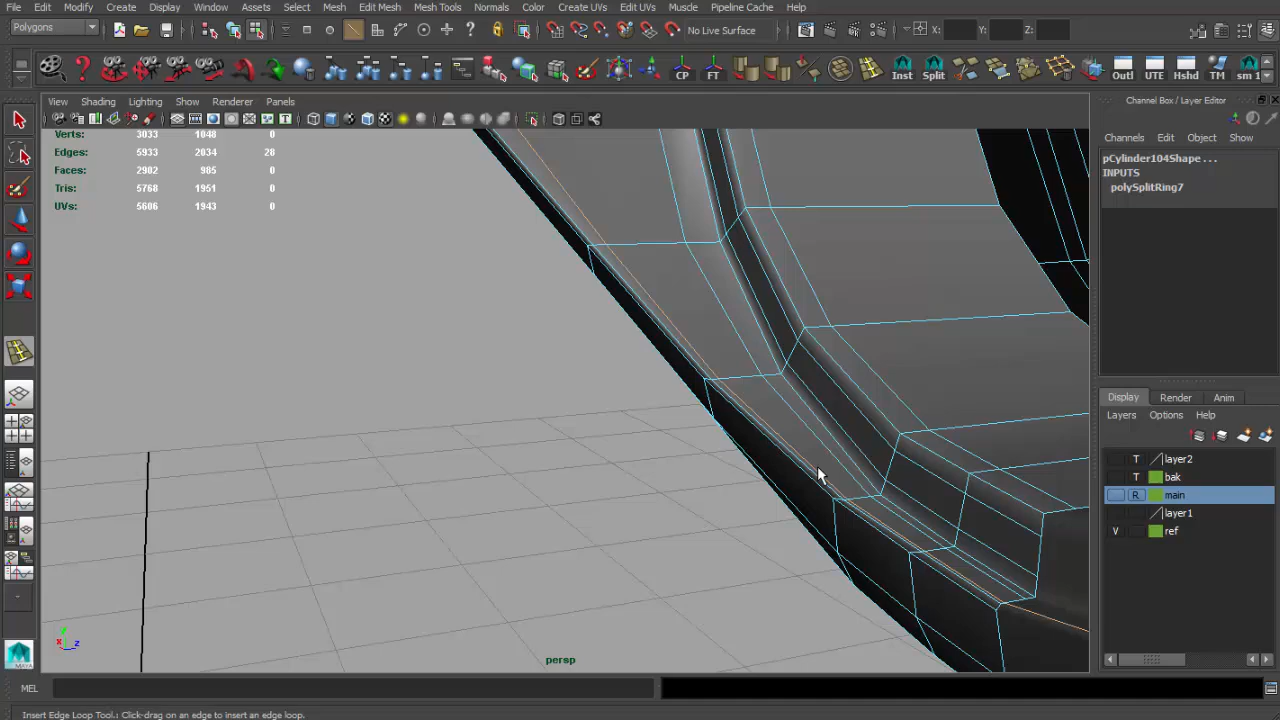 File Edit Modify Create Display Window Assets Select Mesh Edit Mesh Mesh Tools Normals Color Create UVs Edit UVs Muscle Pipeline Cache Help
Polygons
No Live Surface
X: Y: Z:
CP FT Inst Split Outl UTE Hshd TM sm 1
View Shading Lighting Show Renderer Panels
Channel Box / Layer Editor
Channels Edit Object Show
Verts: 3033 1048 0
Edges: 5933 2034 28
Faces: 2902 985 0
Tris: 5768 1951 0
UVs: 5606 1943 0
pCylinder104Shape ...
INPUTS
polySplitRing7
Display Render Anim
Layers Options Help
T layer2
T bak
R main
layer1
V ref
persp
MEL
Insert Edge Loop Tool.: Click-drag on an edge to insert an edge loop.